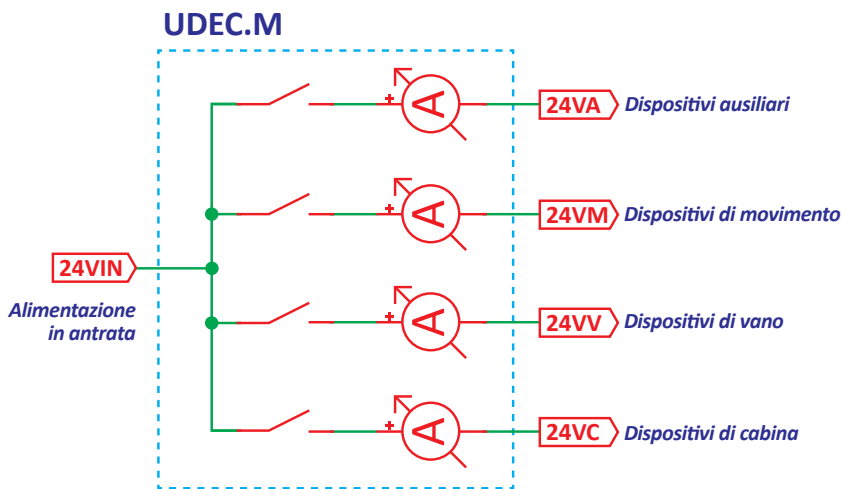 UDEC.M
A
24VA
Dispositivi ausiliari
A
24VM
Dispositivi di movimento
24VIN
Alimentazione
in antrata
A
24VV
Dispositivi di vano
A
24VC
Dispositivi di cabina